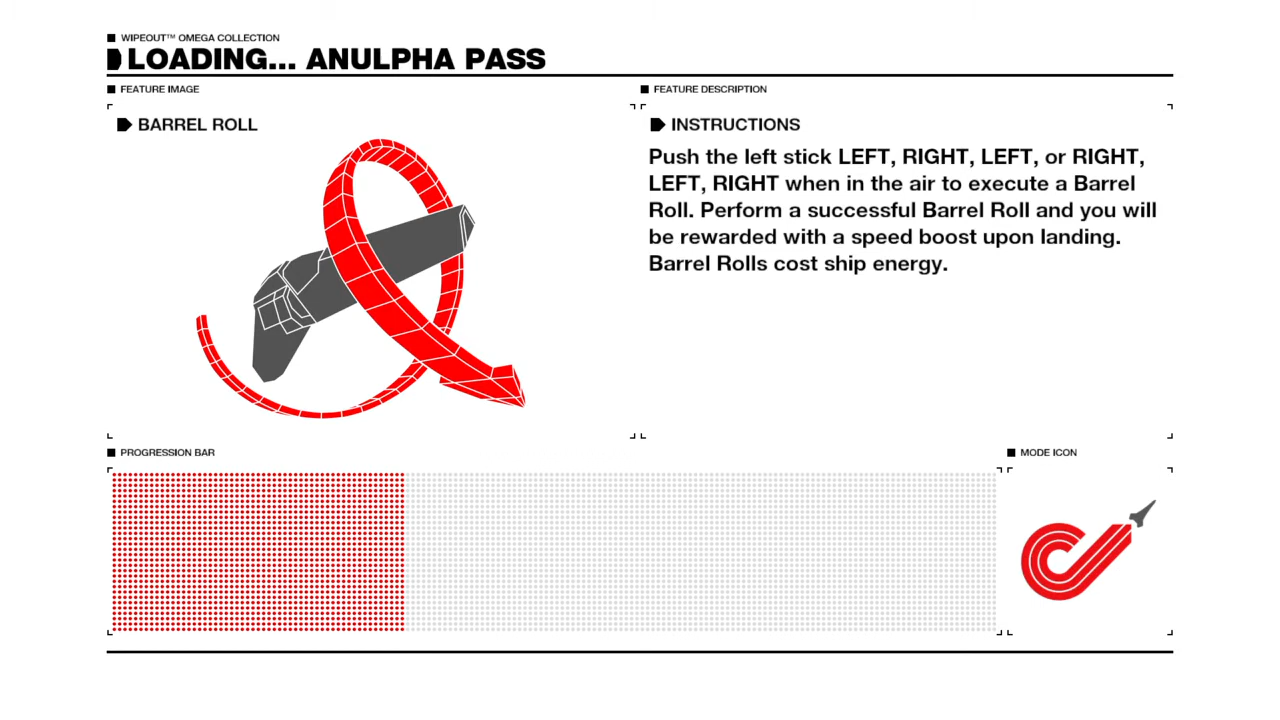 WIPEOUT™ OMEGA COLLECTION
LOADING... ANULPHA PASS
FEATURE IMAGE
BARREL ROLL
FEATURE DESCRIPTION
INSTRUCTIONS
Push the left stick LEFT, RIGHT, LEFT, or RIGHT,
LEFT, RIGHT when in the air to execute a Barrel
Roll. Perform a successful Barrel Roll and you will
be rewarded with a speed boost upon landing.
Barrel Rolls cost ship energy.
PROGRESSION BAR
MODE ICON